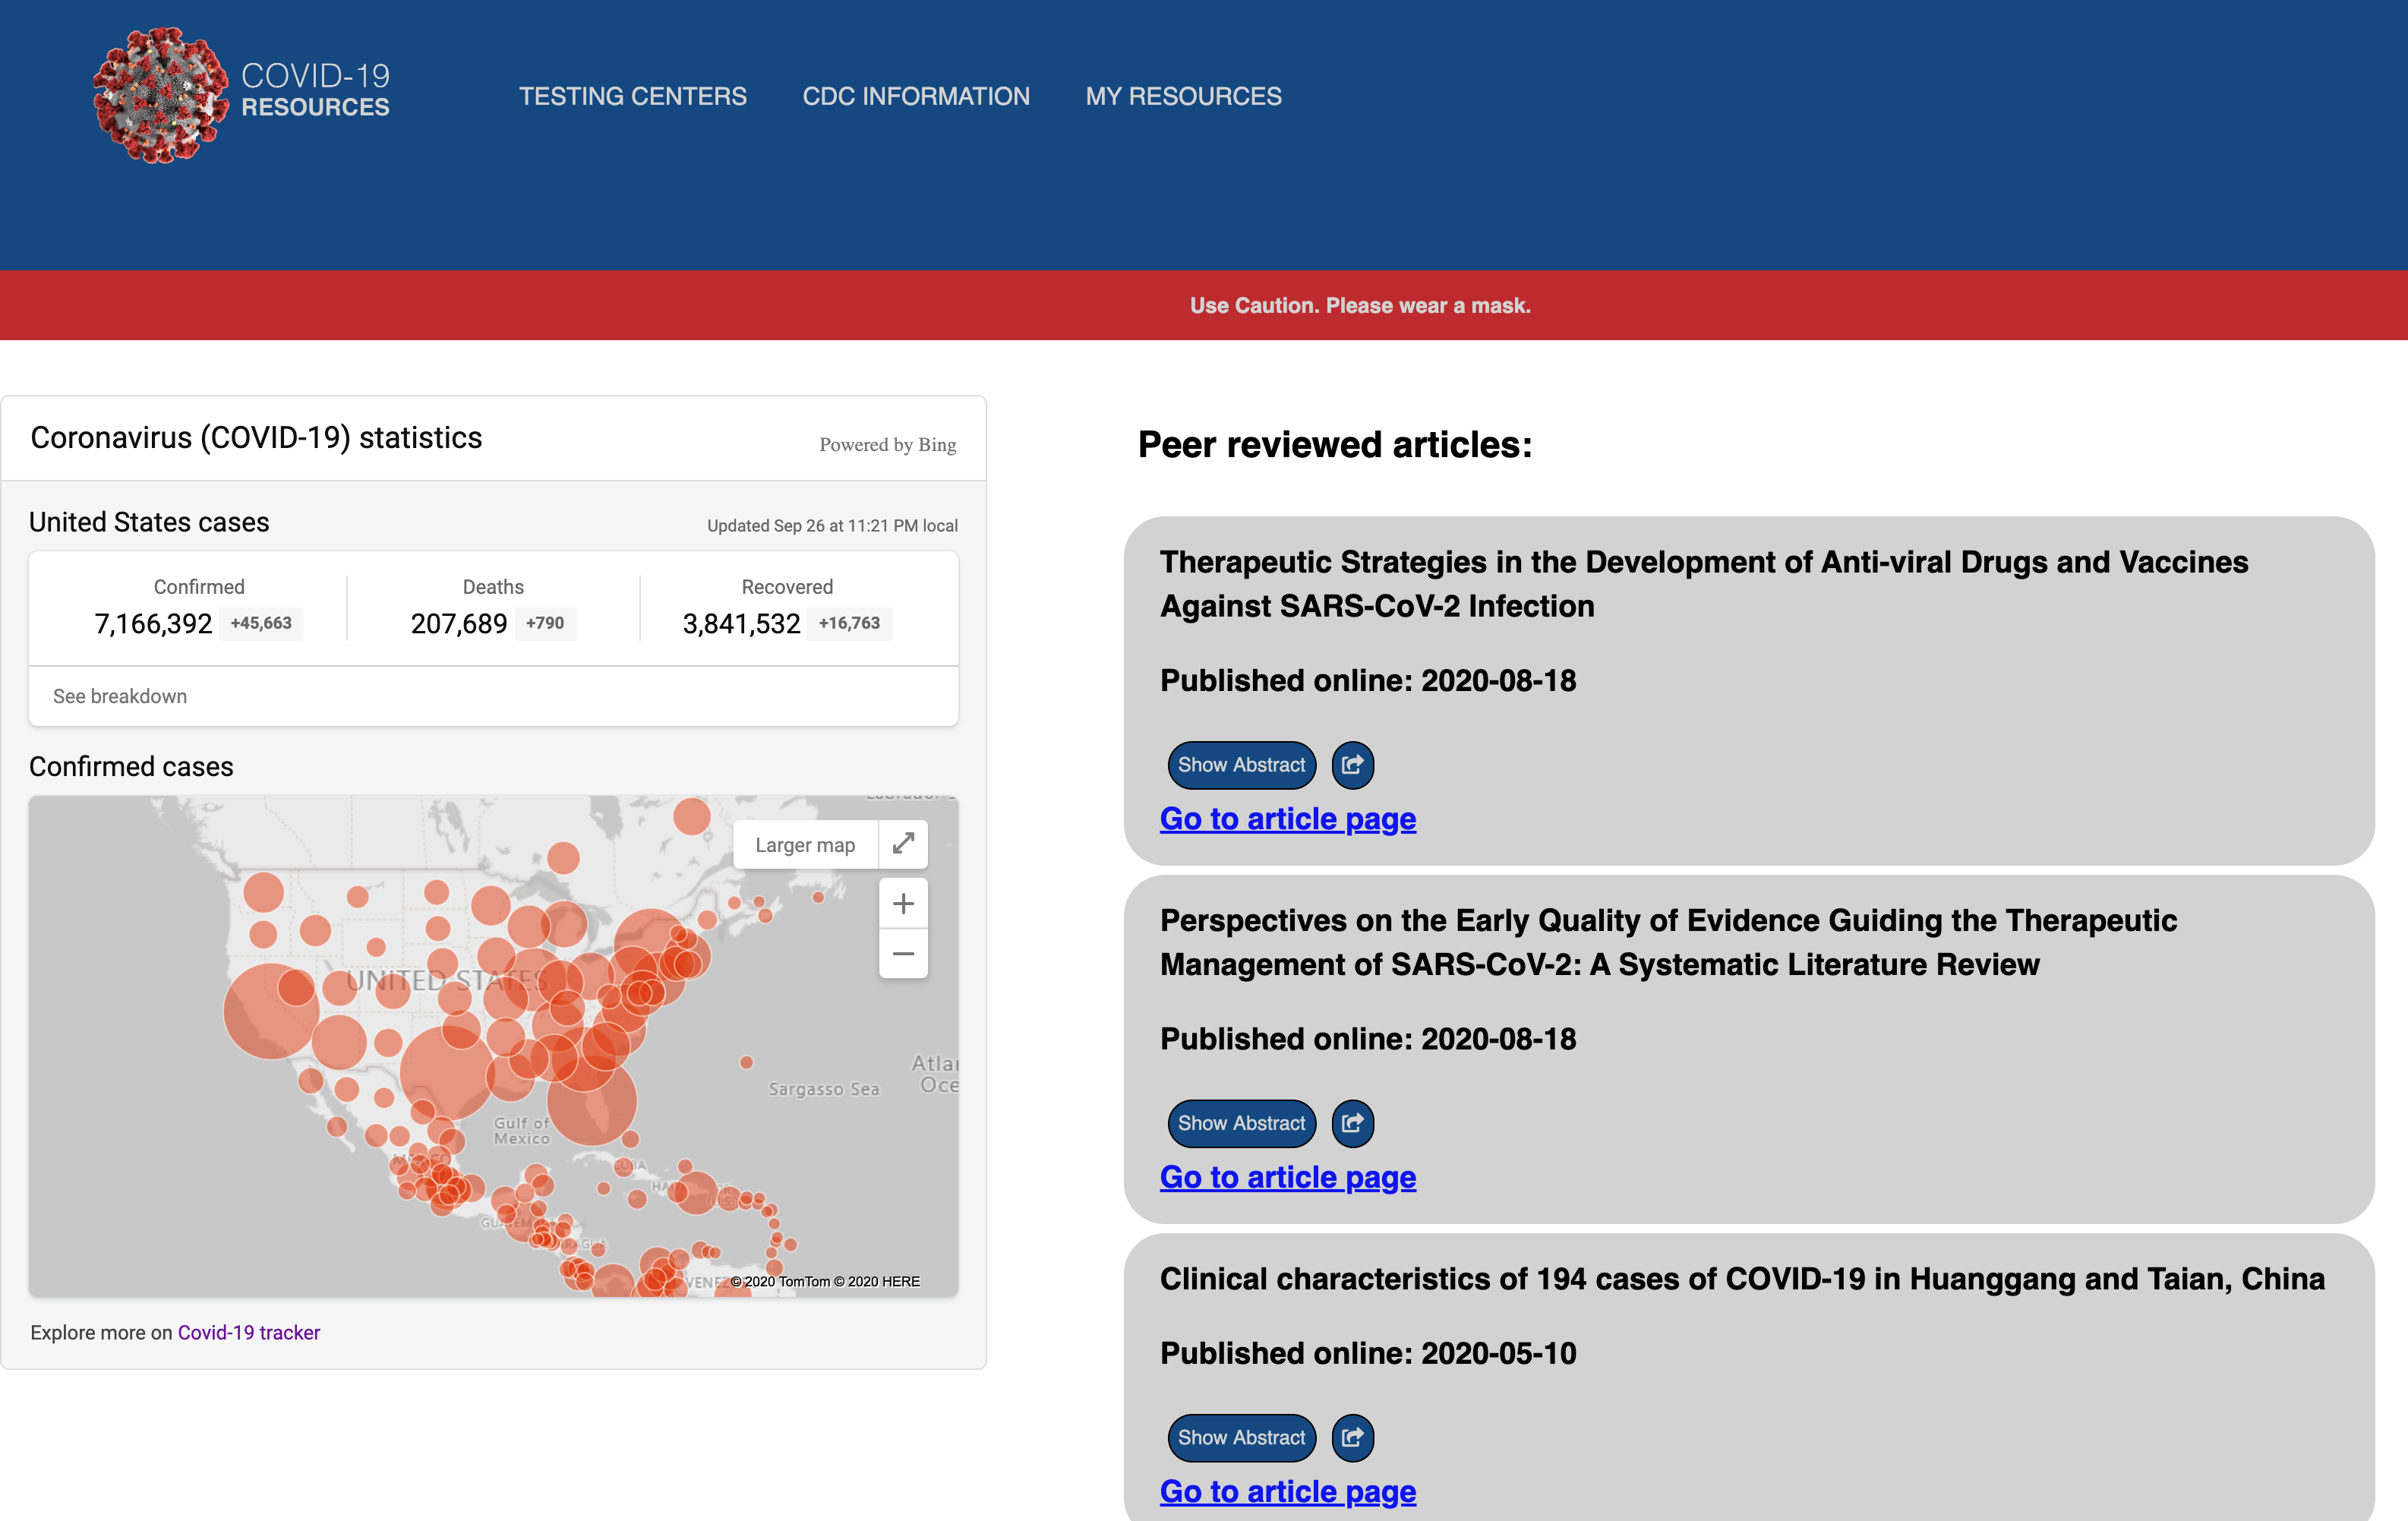 COVID-19
RESOURCES
TESTING CENTERS
CDC INFORMATION
MY RESOURCES
Use Caution. Please wear a mask.
Coronavirus (COVID-19) statistics
Powered by Bing
United States cases
Updated Sep 26 at 11:21 PM local
Confirmed
7,166,392 +45,663
Deaths
207,689 +790
Recovered
3,841,532 +16,763
See breakdown
Confirmed cases
Larger map
UNITED STATES
Sargasso Sea
Gulf of
Mexico
CUBA
© 2020 TomTom © 2020 HERE
Explore more on Covid-19 tracker
Peer reviewed articles:
Therapeutic Strategies in the Development of Anti-viral Drugs and Vaccines
Against SARS-CoV-2 Infection
Published online: 2020-08-18
Show Abstract
Go to article page
Perspectives on the Early Quality of Evidence Guiding the Therapeutic
Management of SARS-CoV-2: A Systematic Literature Review
Published online: 2020-08-18
Show Abstract
Go to article page
Clinical characteristics of 194 cases of COVID-19 in Huanggang and Taian, China
Published online: 2020-05-10
Show Abstract
Go to article page